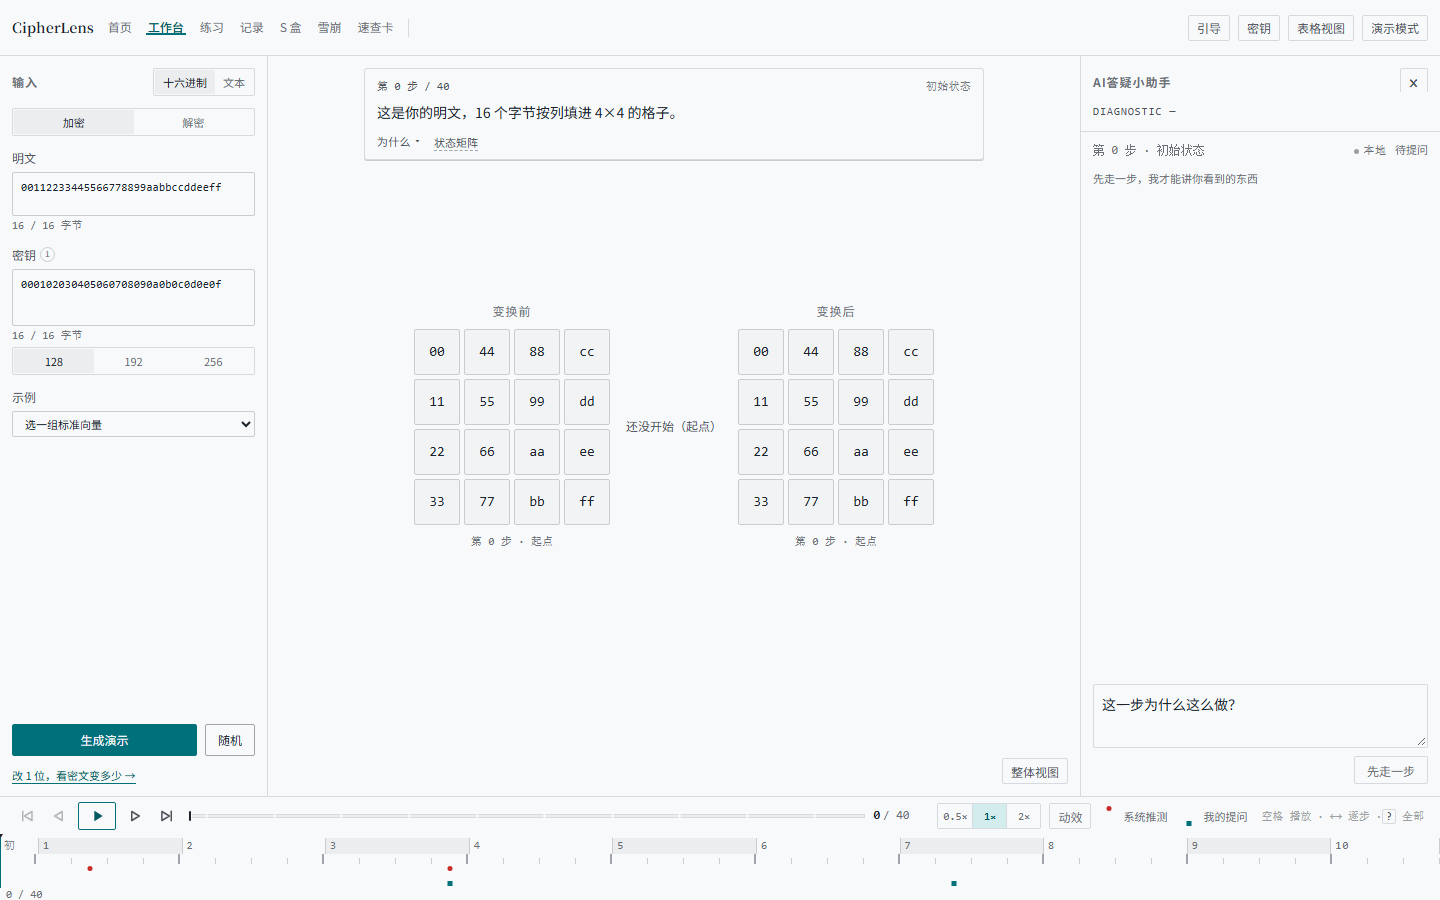 CipherLens 首页 工作台 练习 记录 S 盒 雪崩 速查卡 引导 密钥 表格视图 演示模式
输入 十六进制 文本
加密 解密
明文
00112233445566778899aabbccddeeff
16 / 16 字节
密钥 i
000102030405060708090a0b0c0d0e0f
16 / 16 字节
128 192 256
示例
选一组标准向量
生成演示 随机
改 1 位，看密文变多少 →
第 0 步 / 40 初始状态
这是你的明文，16 个字节按列填进 4×4 的格子。
为什么 状态矩阵
变换前
00 44 88 cc
11 55 99 dd
22 66 aa ee
33 77 bb ff
第 0 步 · 起点
还没开始（起点）
变换后
00 44 88 cc
11 55 99 dd
22 66 aa ee
33 77 bb ff
第 0 步 · 起点
整体视图
AI答疑小助手 ×
DIAGNOSTIC —
第 0 步 · 初始状态 本地 待提问
先走一步，我才能讲你看到的东西
这一步为什么这么做？
先走一步
0 / 40 0.5× 1× 2× 动效 系统推测 我的提问 空格 播放 · ↔ 逐步 · ? 全部
初 1 2 3 4 5 6 7 8 9 10
0 / 40